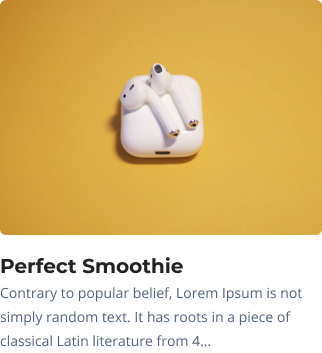 Perfect Smoothie
Contrary to popular belief, Lorem Ipsum is not
simply random text. It has roots in a piece of
classical Latin literature from 4...